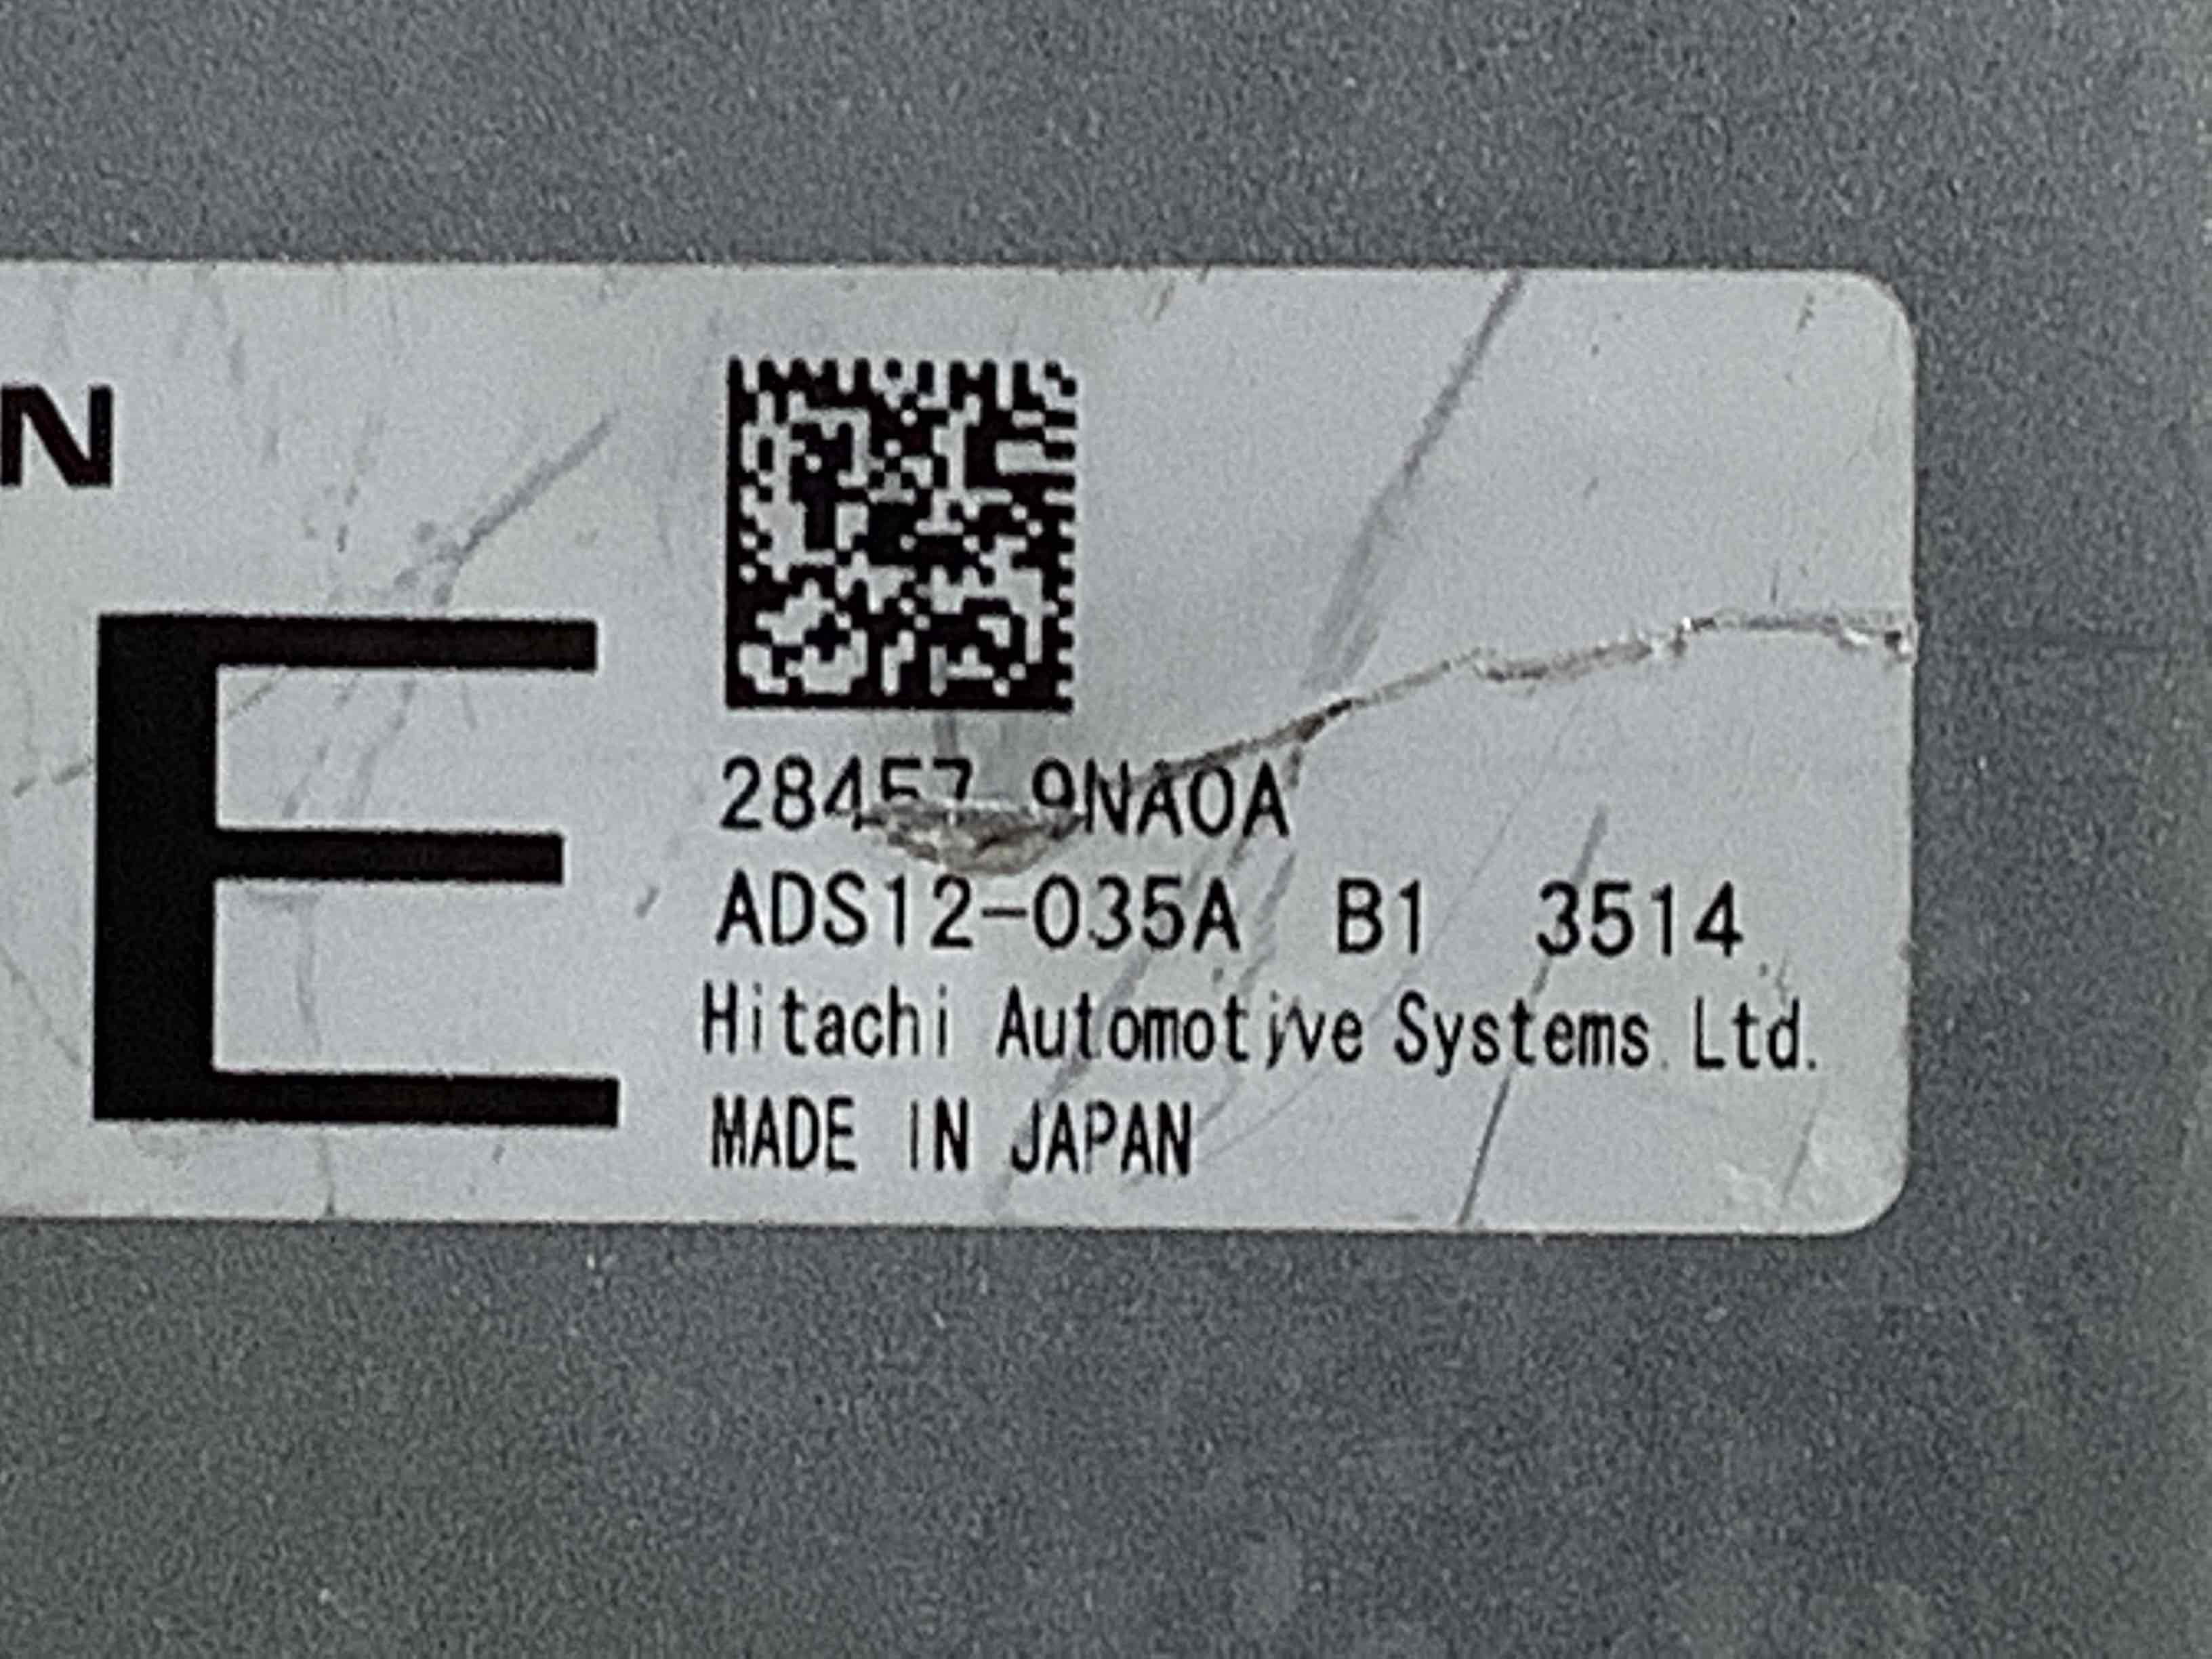 N
E
28457 9NA0A
ADS12-035A B1 3514
Hitachi Automotive Systems Ltd.
MADE IN JAPAN